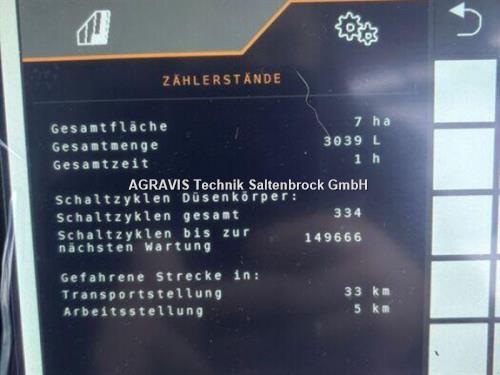 ZÄHLERSTÄNDE
Gesamtfläche 7 ha
Gesamtmenge 3039 L
Gesamtzeit 1 h
AGRAVIS Technik Saltenbrock GmbH
Schaltzyklen Düsenkörper:
Schaltzyklen gesamt 334
Schaltzyklen bis zur
nächsten Wartung 149666
Gefahrene Strecke in:
Transportstellung 33 km
Arbeitsstellung 5 km